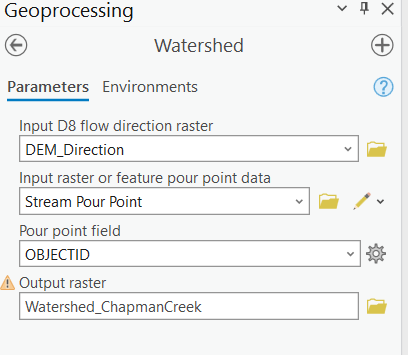 Geoprocessing
Watershed
Parameters Environments
Input D8 flow direction raster
DEM_Direction
Input raster or feature pour point data
Stream Pour Point
Pour point field
OBJECTID
Output raster
Watershed_ChapmanCreek